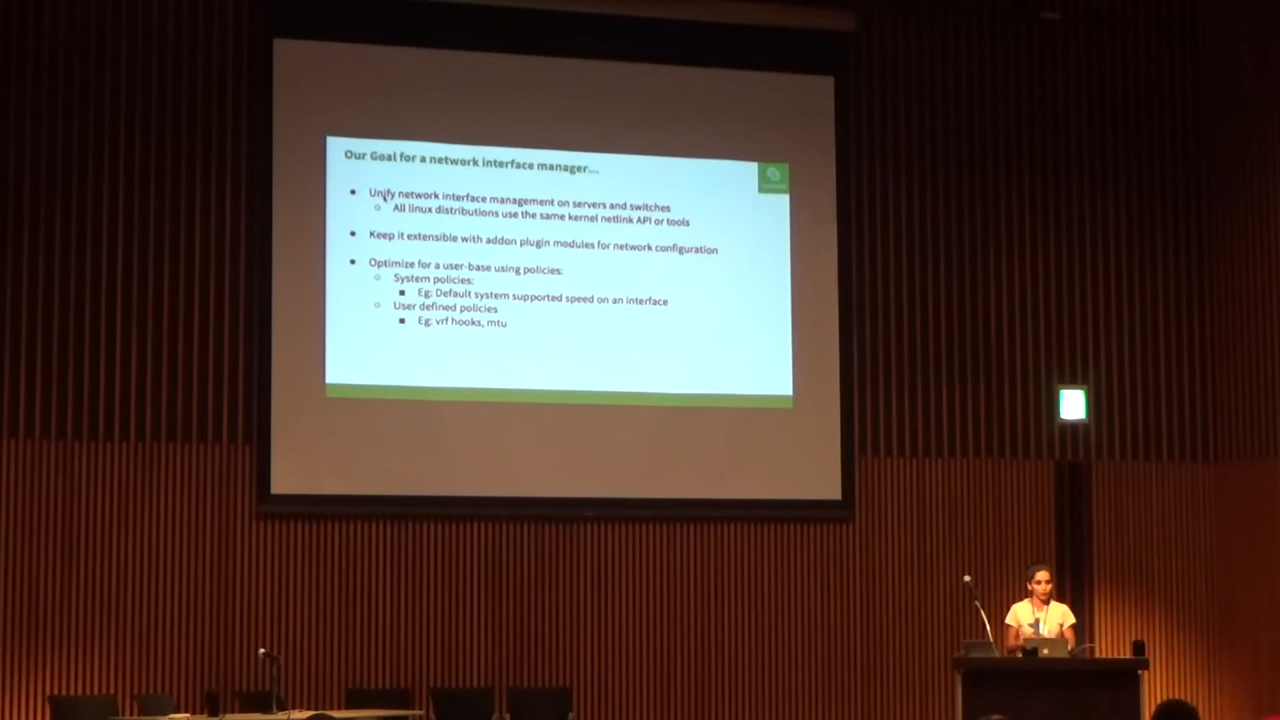 Our Goal for a network interface manager...
● Unify network interface management on servers and switches
○ All linux distributions use the same kernel netlink API or tools
● Keep it extensible with addon plugin modules for network configuration
● Optimize for a user-base using policies:
○ System policies:
■ Eg: Default system supported speed on an interface
○ User defined policies
■ Eg: vrf hooks, mtu